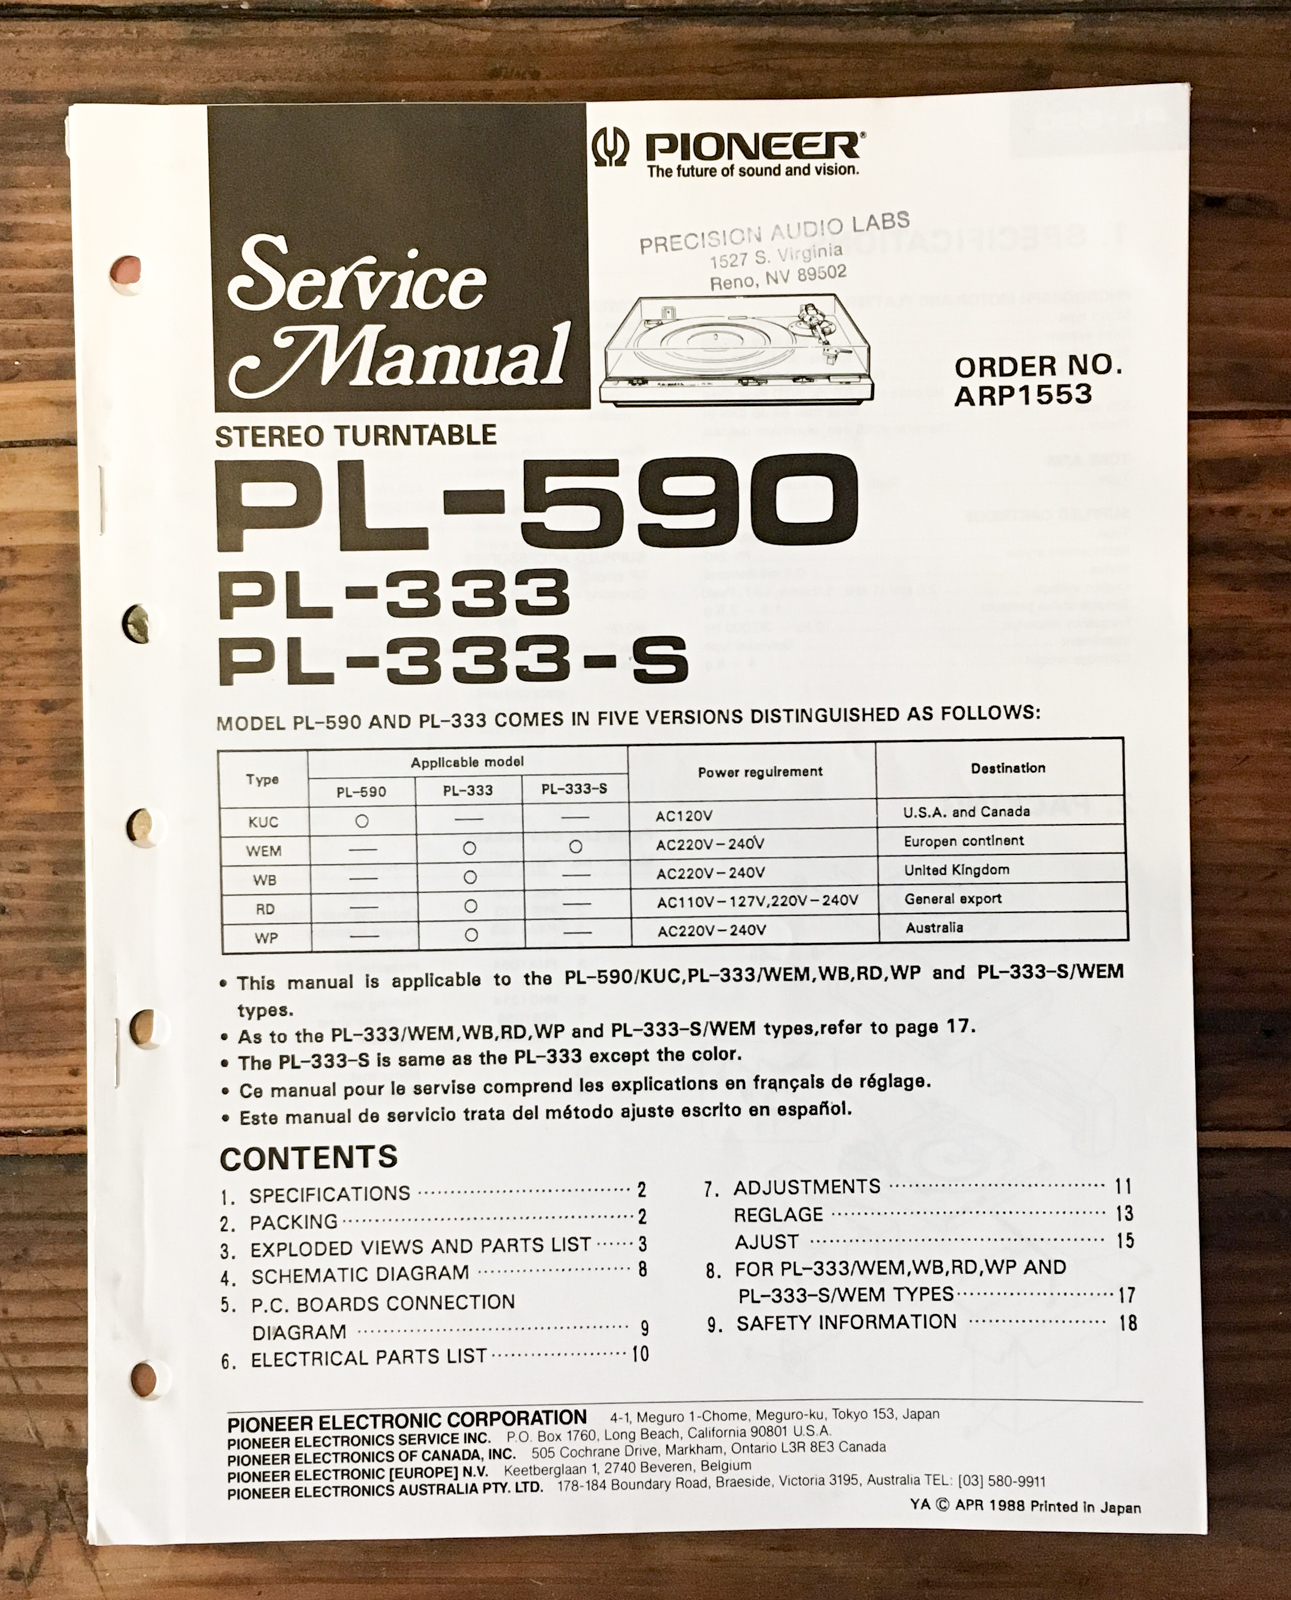 Service
Manual
PIONEER®
The future of sound and vision.
PRECISION AUDIO LABS
1527 S. Virginia
Reno, NV 89502
ORDER NO.
ARP1553
STEREO TURNTABLE
PL-590
PL-333
PL-333-S
MODEL PL-590 AND PL-333 COMES IN FIVE VERSIONS DISTINGUISHED AS FOLLOWS:
Type Applicable model Power reguirement Destination
PL-590 PL-333 PL-333-S
KUC ○ — — AC120V U.S.A. and Canada
WEM — ○ ○ AC220V-240V Europen continent
WB — ○ — AC220V-240V United Kingdom
RD — ○ — AC110V-127V,220V-240V General export
WP — ○ — AC220V-240V Australia
• This manual is applicable to the PL-590/KUC,PL-333/WEM,WB,RD,WP and PL-333-S/WEM
types.
• As to the PL-333/WEM,WB,RD,WP and PL-333-S/WEM types,refer to page 17.
• The PL-333-S is same as the PL-333 except the color.
• Ce manual pour le servise comprend les explications en français de réglage.
• Este manual de servicio trata del método ajuste escrito en español.
CONTENTS
1. SPECIFICATIONS ································ 2
2. PACKING ········································ 2
3. EXPLODED VIEWS AND PARTS LIST ······ 3
4. SCHEMATIC DIAGRAM ························ 8
5. P.C. BOARDS CONNECTION
DIAGRAM ······································ 9
6. ELECTRICAL PARTS LIST ···················· 10
7. ADJUSTMENTS ································ 11
REGLAGE ······································ 13
AJUST ·········································· 15
8. FOR PL-333/WEM,WB,RD,WP AND
PL-333-S/WEM TYPES ······················· 17
9. SAFETY INFORMATION ···················· 18
PIONEER ELECTRONIC CORPORATION 4-1, Meguro 1-Chome, Meguro-ku, Tokyo 153, Japan
PIONEER ELECTRONICS SERVICE INC. P.O. Box 1760, Long Beach, California 90801 U.S.A.
PIONEER ELECTRONICS OF CANADA, INC. 505 Cochrane Drive, Markham, Ontario L3R 8E3 Canada
PIONEER ELECTRONIC [EUROPE] N.V. Keetberglaan 1, 2740 Beveren, Belgium
PIONEER ELECTRONICS AUSTRALIA PTY. LTD. 178-184 Boundary Road, Braeside, Victoria 3195, Australia TEL: [03] 580-9911
YA © APR 1988 Printed in Japan